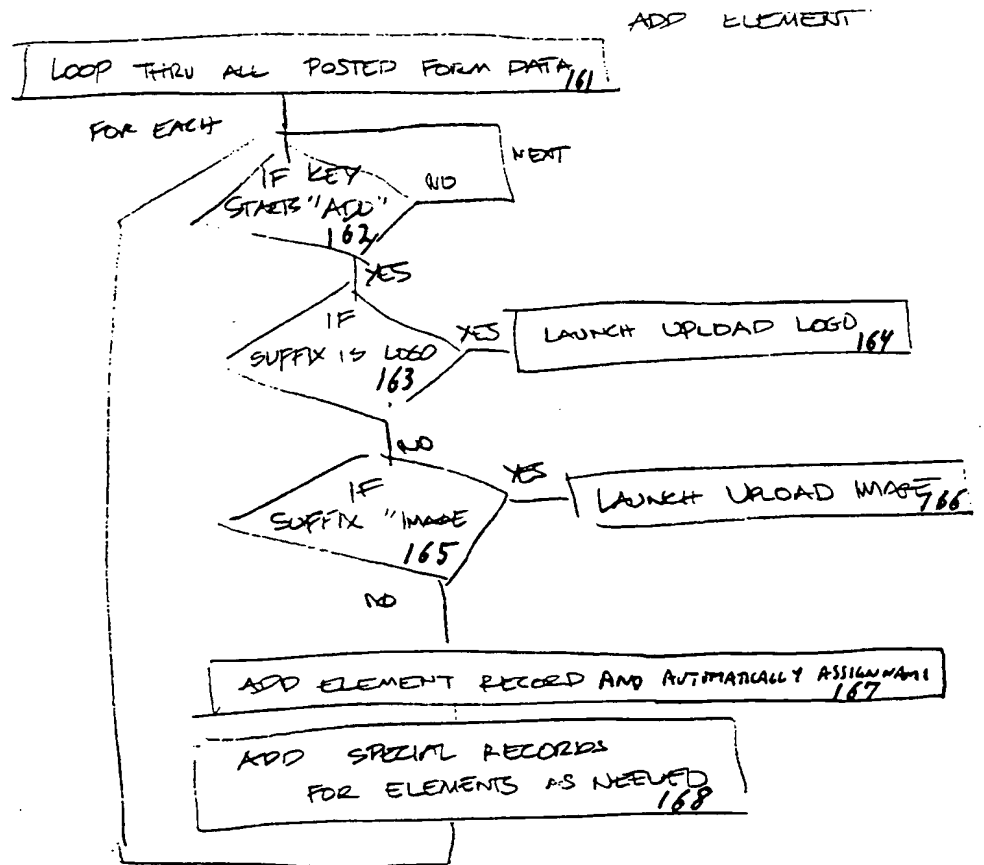 ADD ELEMENT
LOOP THRU ALL POSTED FORM DATA 161
FOR EACH
NEXT
IF KEY
STARTS "ADD"
162
NO
YES
IF
SUFFIX IS LOGO
163
YES
LAUNCH UPLOAD LOGO 164
NO
IF
SUFFIX "IMAGE
165
YES
LAUNCH UPLOAD IMAGE 166
NO
ADD ELEMENT RECORD AND AUTOMATICALLY ASSIGN NAME
167
ADD SPECIAL RECORDS
FOR ELEMENTS AS NEEDED
168